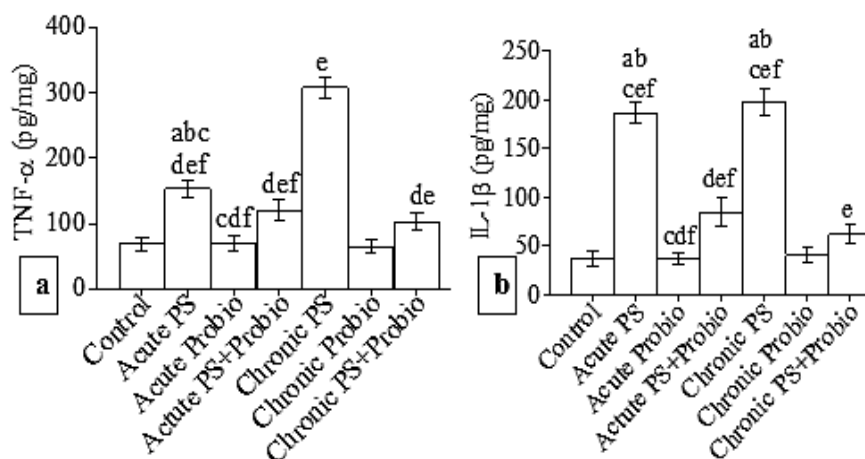 TNF-α (pg/mg)
400
300
200
100
0
abc
def
cdf
def
e
de
a
Control
Acute PS
Acute Probio
Actute PS+Probio
Chronic PS
Chronic Probio
Chronic PS+Probio
IL-1β (pg/mg)
250
200
150
100
50
0
ab
cef
cdf
def
ab
cef
e
b
Control
Acute PS
Acute Probio
Actute PS+Probio
Chronic PS
Chronic Probio
Chronic PS+Probio